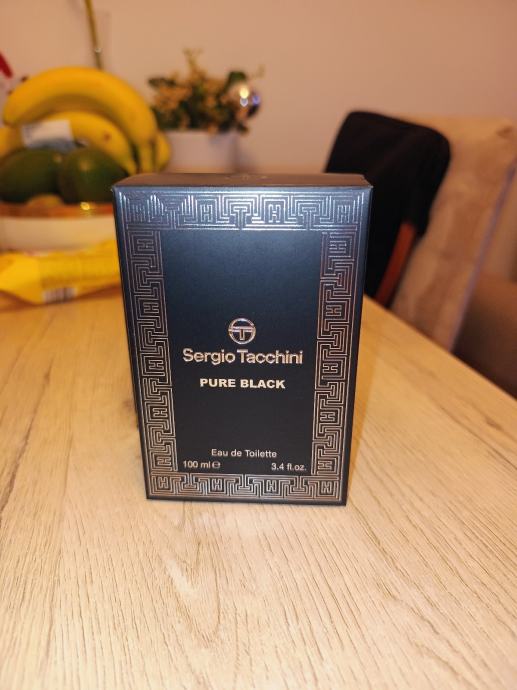 Sergio Tacchini
PURE BLACK
Eau de Toilette
100 ml ℮ 3.4 fl.oz.